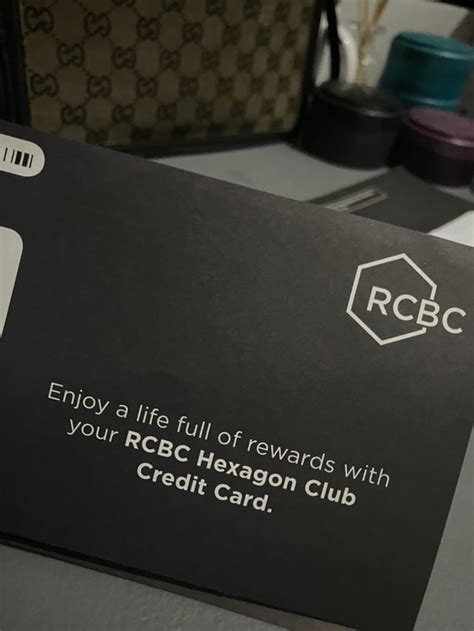 RCBC
Enjoy a life full of rewards with
your RCBC Hexagon Club
Credit Card.